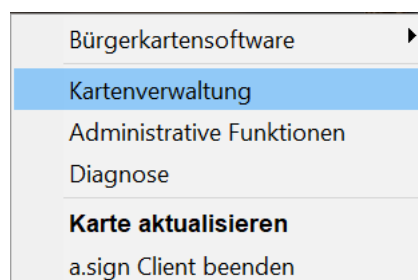 Bürgerkartensoftware
Kartenverwaltung
Administrative Funktionen
Diagnose
Karte aktualisieren
a.sign Client beenden